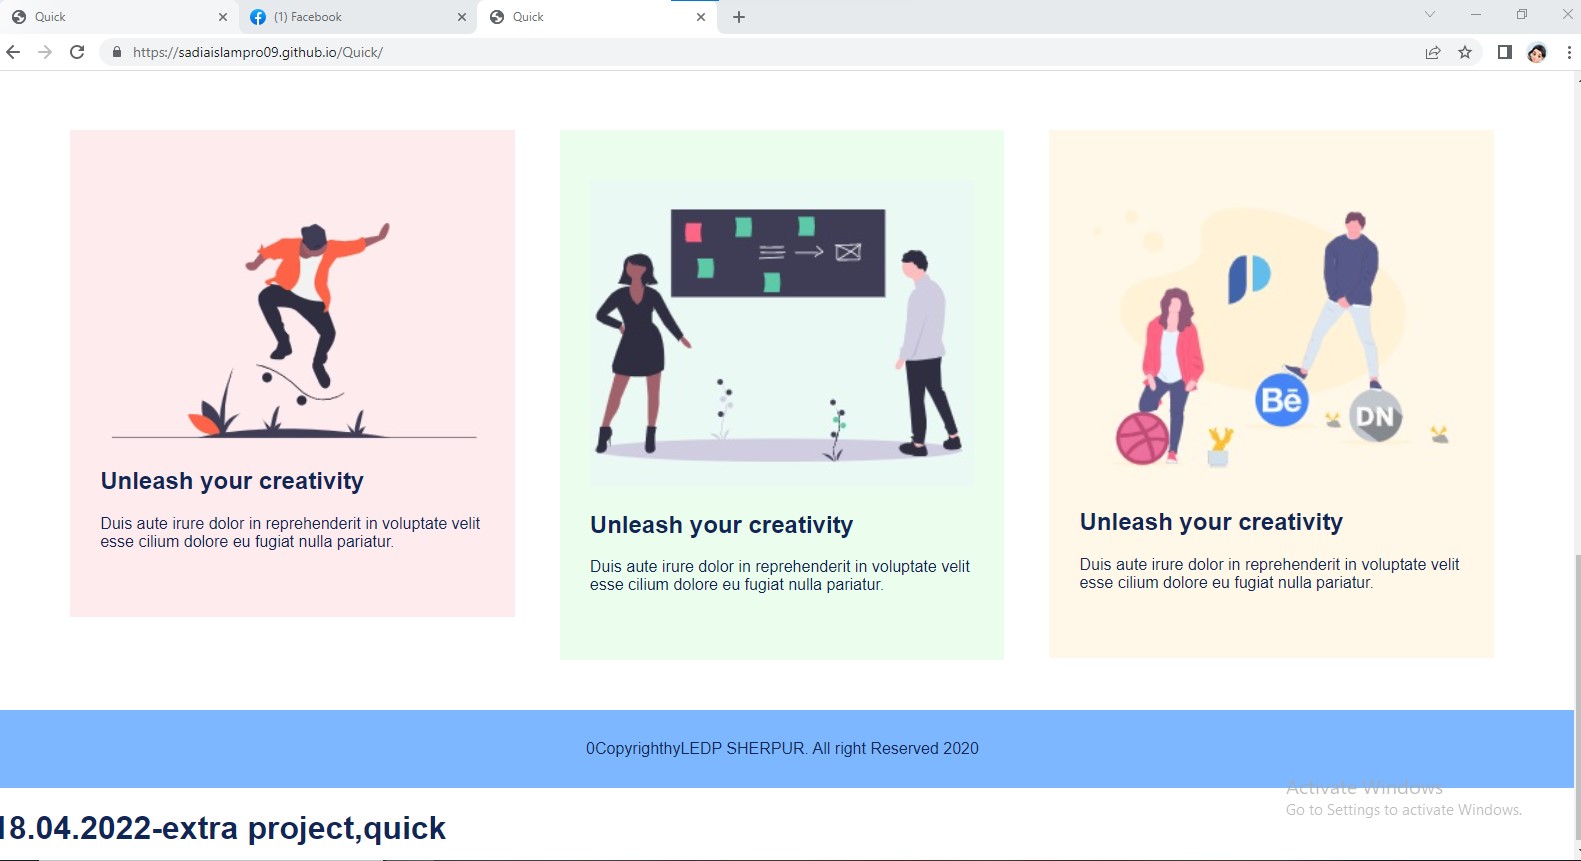 Quick
(1) Facebook
Quick
https://sadiaislampro09.github.io/Quick/
Bē
DN
Unleash your creativity
Duis aute irure dolor in reprehenderit in voluptate velit
esse cilium dolore eu fugiat nulla pariatur.
Unleash your creativity
Duis aute irure dolor in reprehenderit in voluptate velit
esse cilium dolore eu fugiat nulla pariatur.
Unleash your creativity
Duis aute irure dolor in reprehenderit in voluptate velit
esse cilium dolore eu fugiat nulla pariatur.
0CopyrighthyLEDP SHERPUR. All right Reserved 2020
Activate Windows
Go to Settings to activate Windows.
18.04.2022-extra project,quick